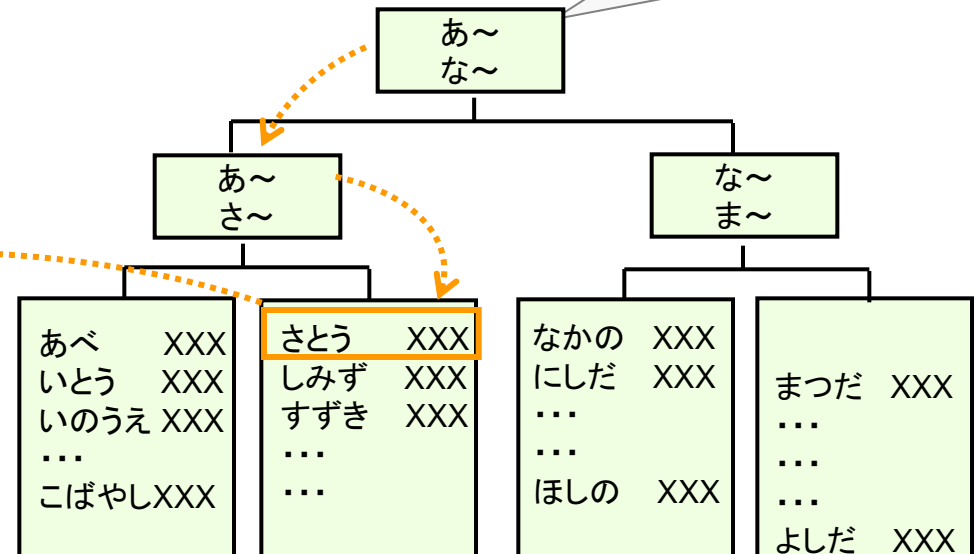 あ～
な～
あ～
さ～
な～
ま～
あべ XXX
いとう XXX
いのうえ XXX
・・・
こばやしXXX
さとう XXX
しみず XXX
すずき XXX
・・・
・・・
なかの XXX
にしだ XXX
・・・
・・・
ほしの XXX
まつだ XXX
・・・
・・・
・・・
よしだ XXX